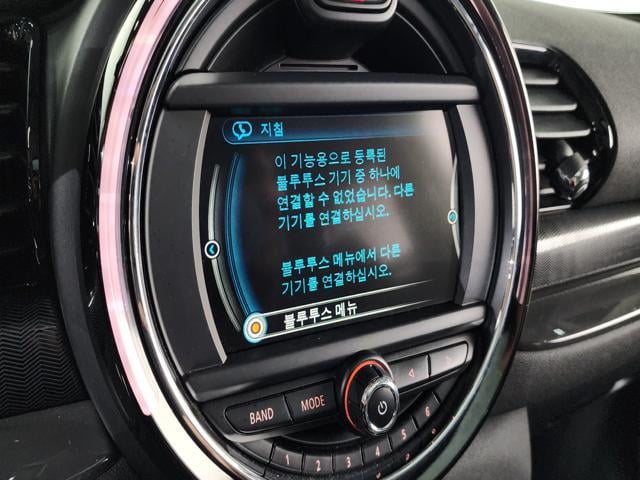 지침
이 기능용으로 등록된
블루투스 기기 중 하나에
연결할 수 없었습니다. 다른
기기를 연결하십시오.
블루투스 메뉴에서 다른
기기를 연결하십시오.
블루투스 메뉴
BAND
MODE
1 2 3 4 5 6